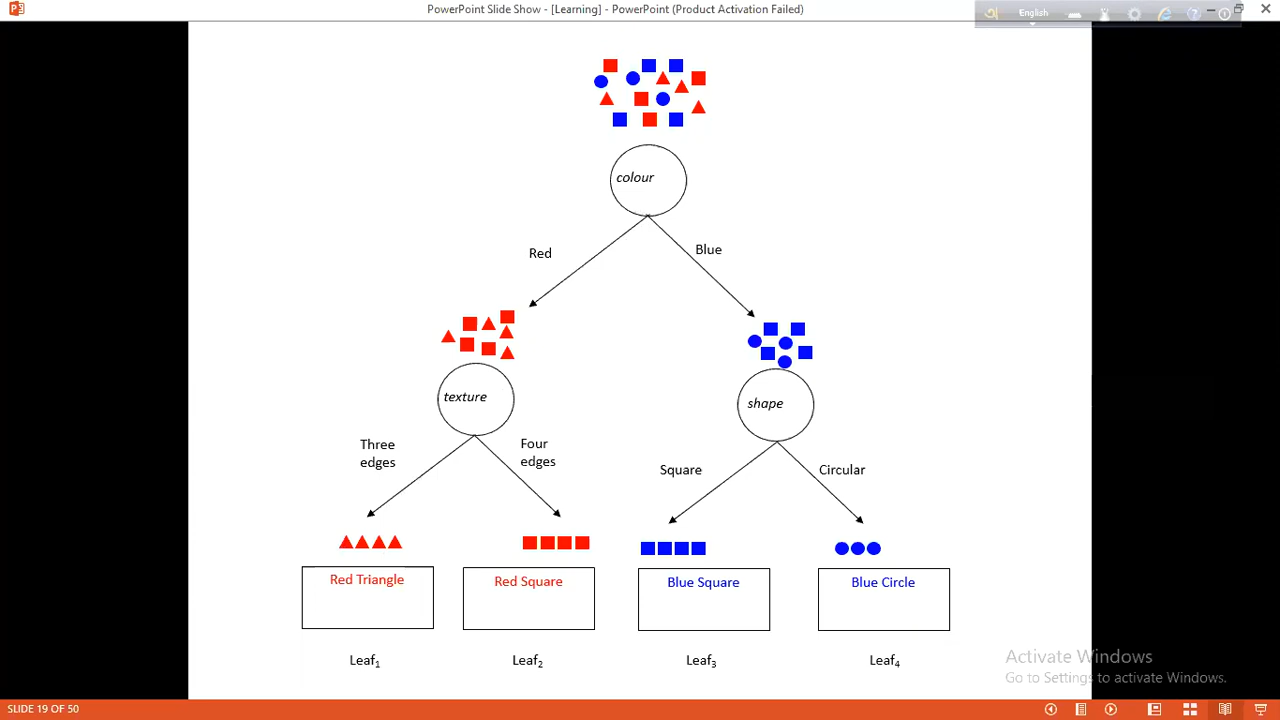 PowerPoint Slide Show - [Learning] - PowerPoint (Product Activation Failed)
English
colour
Red
Blue
texture
shape
Three
edges
Four
edges
Square
Circular
Red Triangle
Red Square
Blue Square
Blue Circle
Leaf₁
Leaf₂
Leaf₃
Leaf₄
Activate Windows
Go to Settings to activate Windows.
SLIDE 19 OF 50